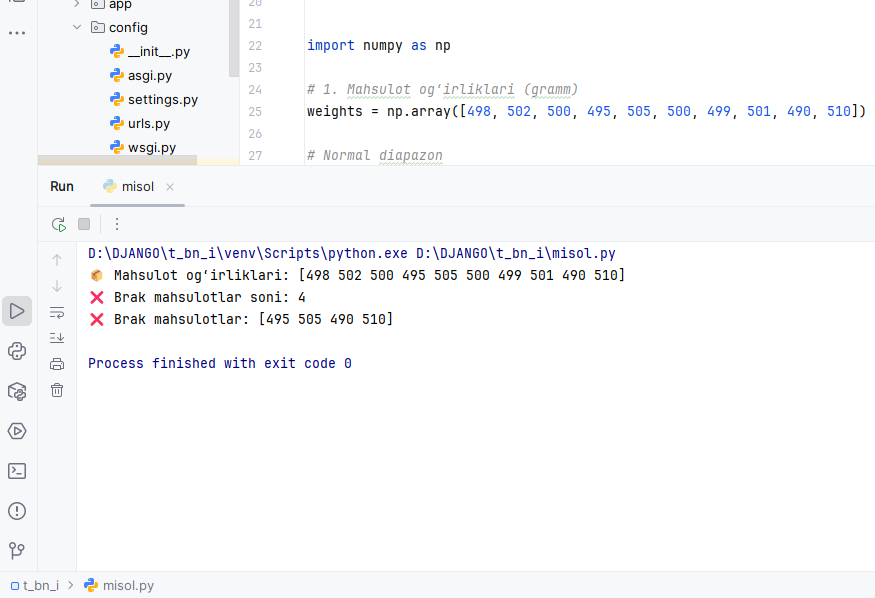 app
config
__init__.py
asgi.py
settings.py
urls.py
wsgi.py
20
21
22 import numpy as np
23
24 # 1. Mahsulot og‘irliklari (gramm)
25 weights = np.array([498, 502, 500, 495, 505, 500, 499, 501, 490, 510])
26
27 # Normal diapazon
Run misol
D:\DJANGO\t_bn_i\venv\Scripts\python.exe D:\DJANGO\t_bn_i\misol.py
📦 Mahsulot og‘irliklari: [498 502 500 495 505 500 499 501 490 510]
❌ Brak mahsulotlar soni: 4
❌ Brak mahsulotlar: [495 505 490 510]
Process finished with exit code 0
t_bn_i > misol.py